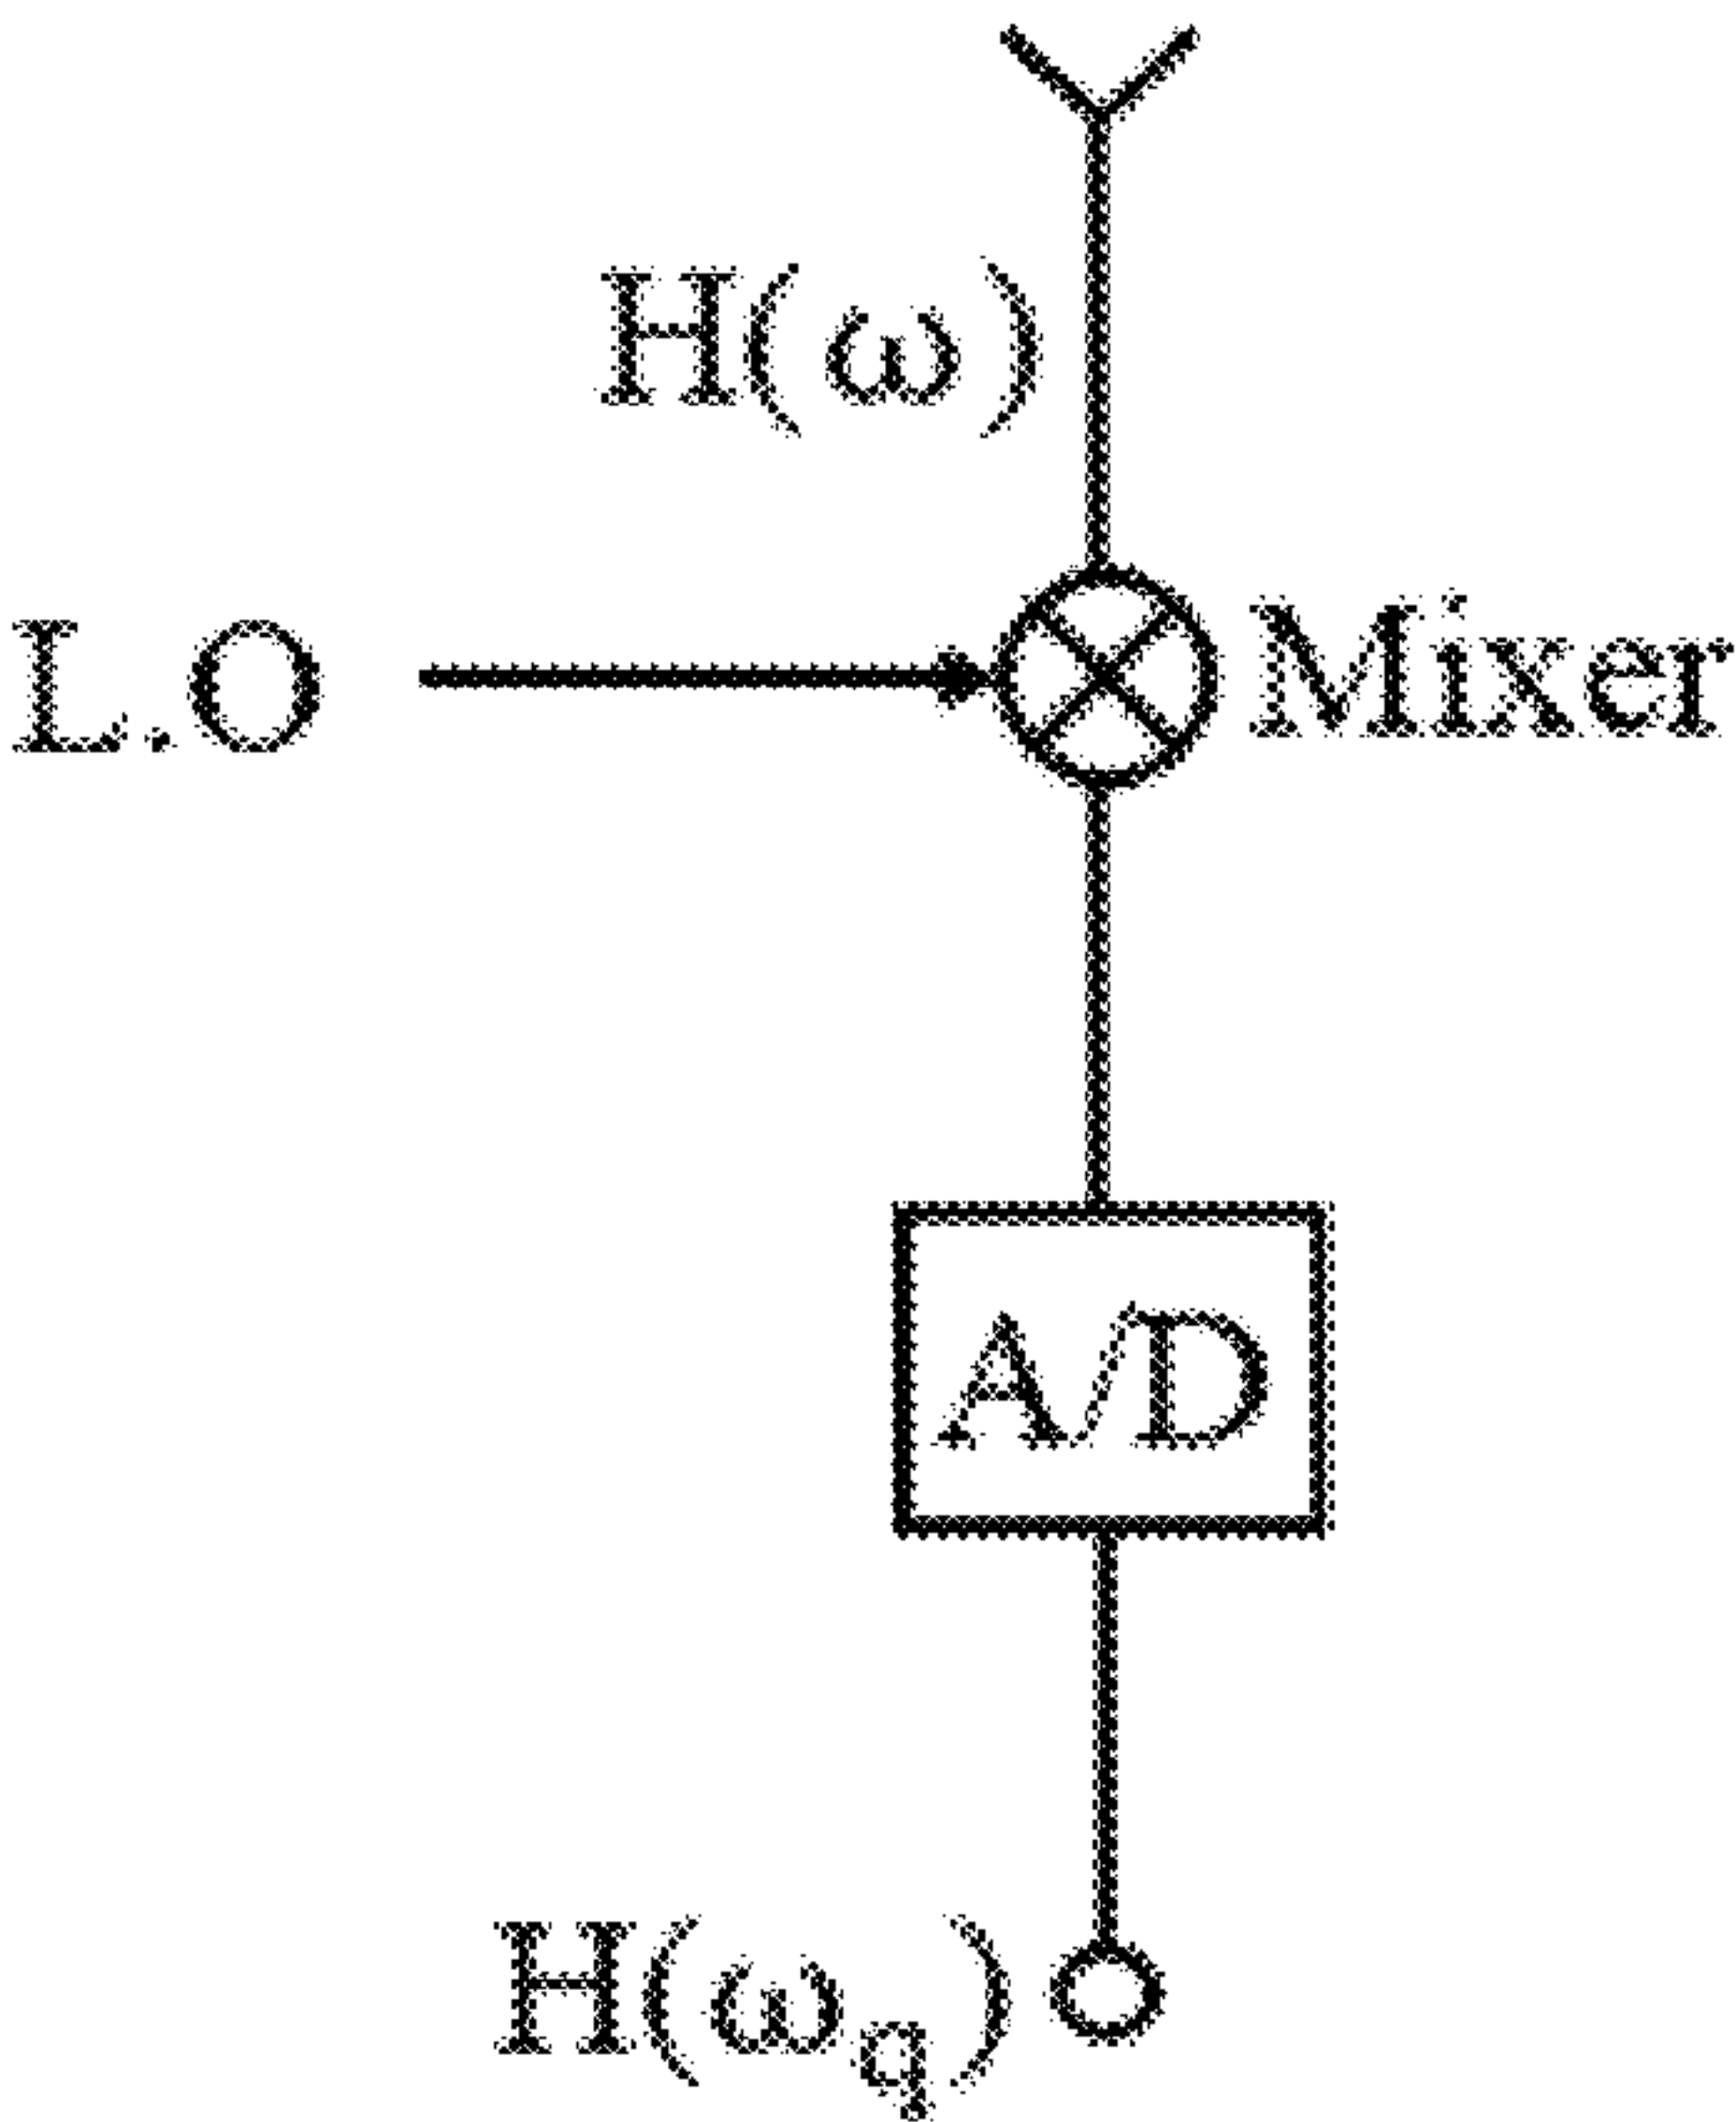 H(ω)
L.O
Mixer
A/D
H(ω_q)